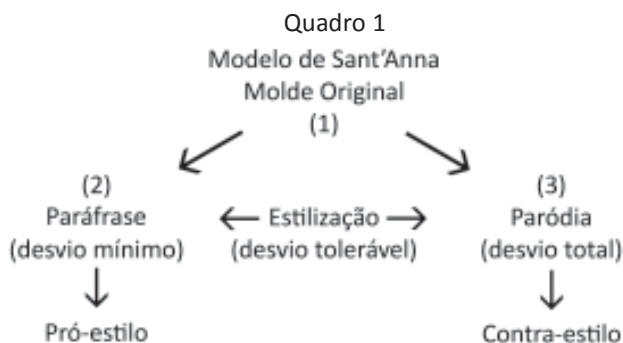 Quadro 1
Modelo de Sant’Anna
Molde Original
(1)
(2)
Paráfrase
(desvio mínimo)
Pró-estilo
Estilização
(desvio tolerável)
(3)
Paródia
(desvio total)
Contra-estilo